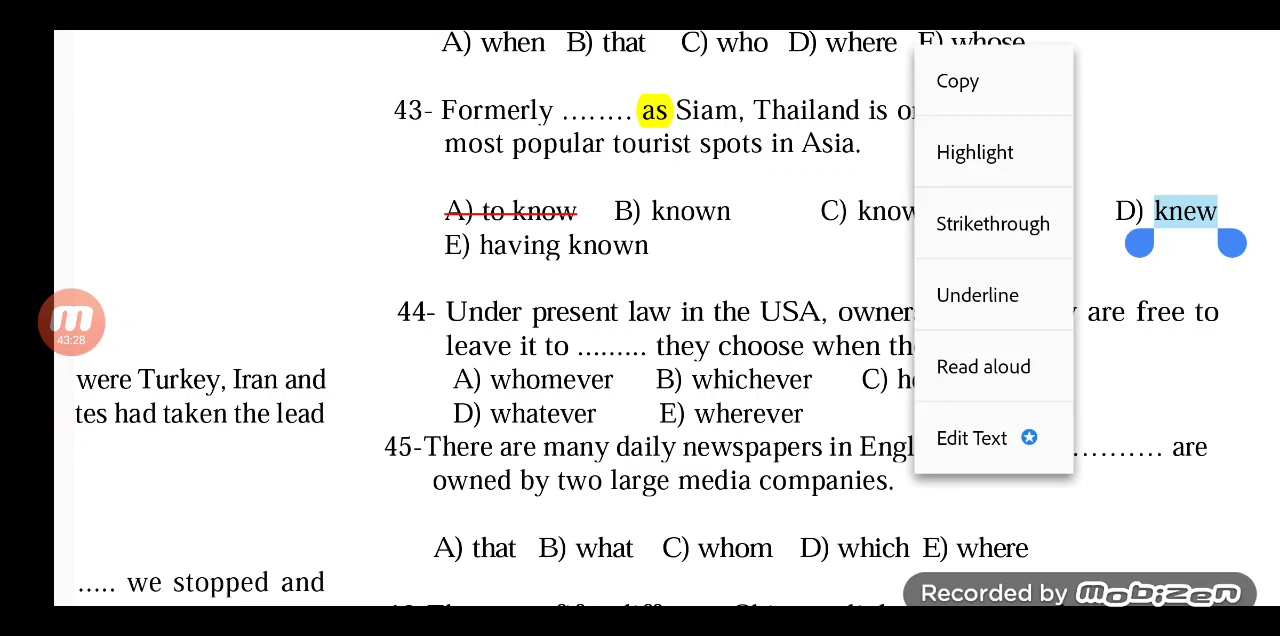 A) when B) that C) who D) where E) whose
43- Formerly ........ as Siam, Thailand is
most popular tourist spots in Asia.
A) to know B) known C) D) knew
E) having known
44- Under present law in the USA, are free to
leave it to ......... they choose when
A) whomever B) whichever C)
D) whatever E) wherever
45-There are many daily newspapers in ........... are
owned by two large media companies.
A) that B) what C) whom D) which E) where
were Turkey, Iran and
tes had taken the lead
..... we stopped and
Copy
Highlight
Strikethrough
Underline
Read aloud
Edit Text
m
43:28
Recorded by mobizen